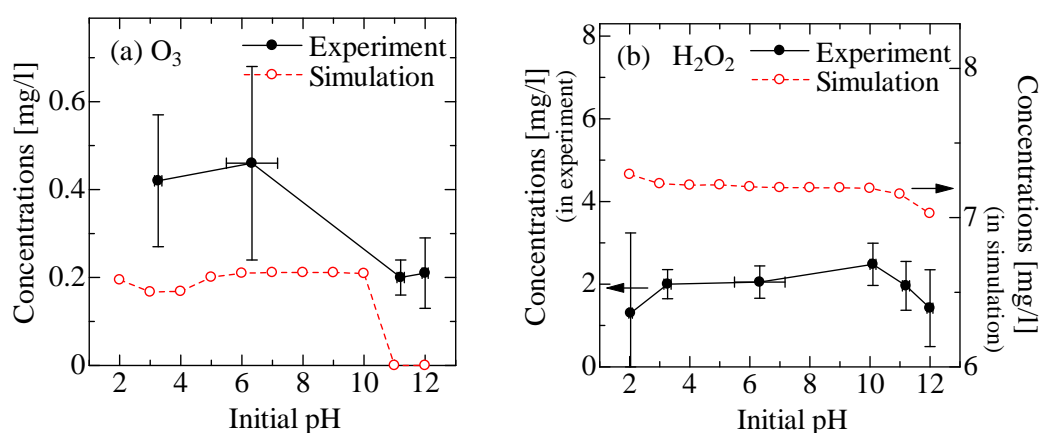 (a) O3
Experiment
Simulation
Concentrations [mg/l]
0.6
0.4
0.2
0
2 4 6 8 10 12
Initial pH
(b) H2O2
Experiment
Simulation
Concentrations [mg/l]
(in experiment)
8
6
4
2
0
2 4 6 8 10 12
Initial pH
8
7
6
Concentrations [mg/l]
(in simulation)